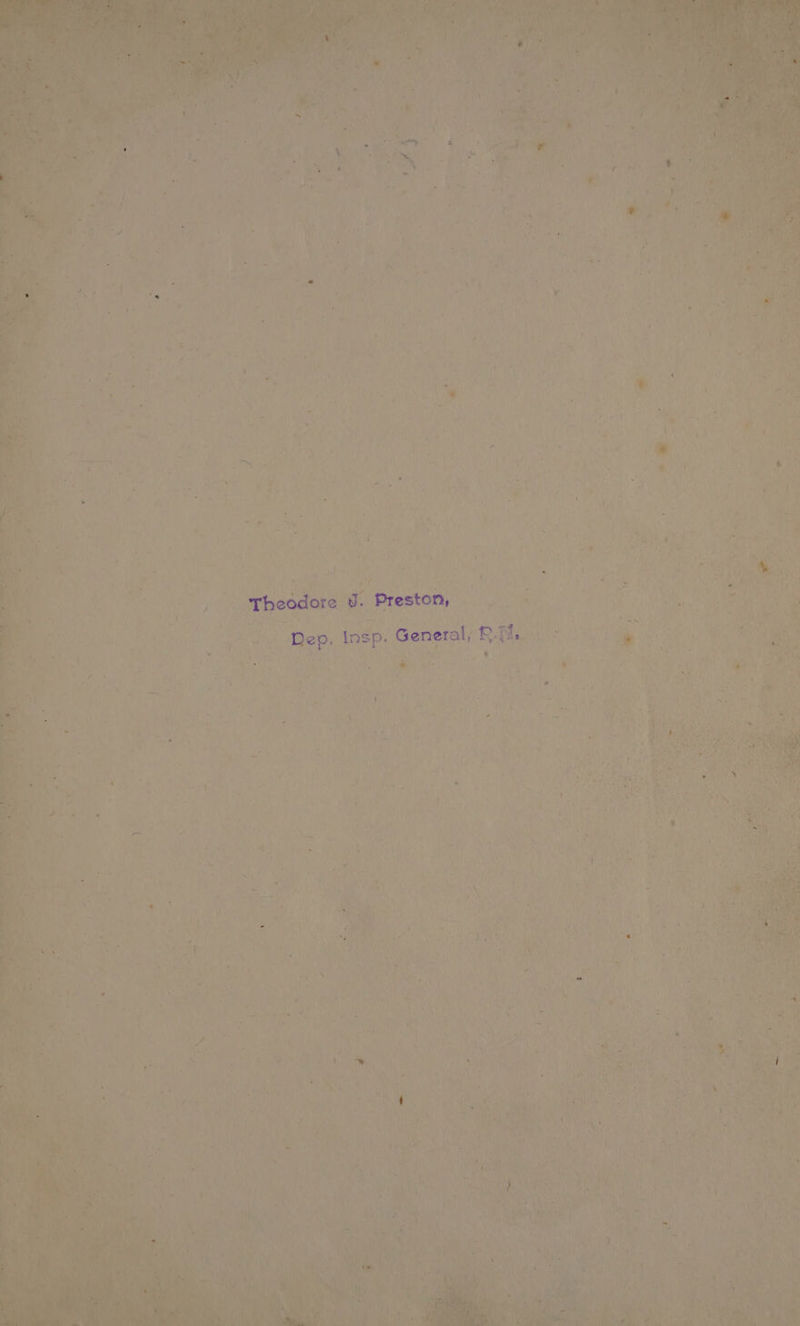 Theodore J. Preston,
Dep. Insp. General, R.N.